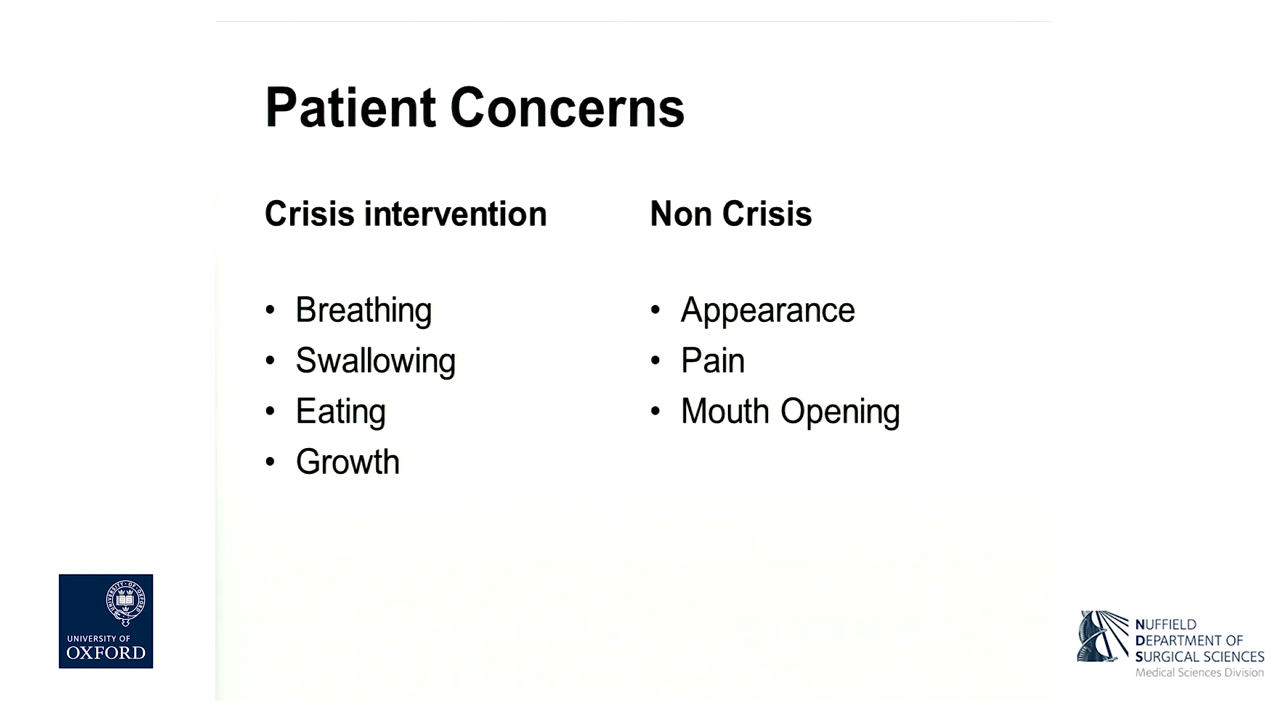 Patient Concerns
Crisis intervention
• Breathing
• Swallowing
• Eating
• Growth
Non Crisis
• Appearance
• Pain
• Mouth Opening
UNIVERSITY OF
OXFORD
NUFFIELD
DEPARTMENT OF
SURGICAL SCIENCES
Medical Sciences Division